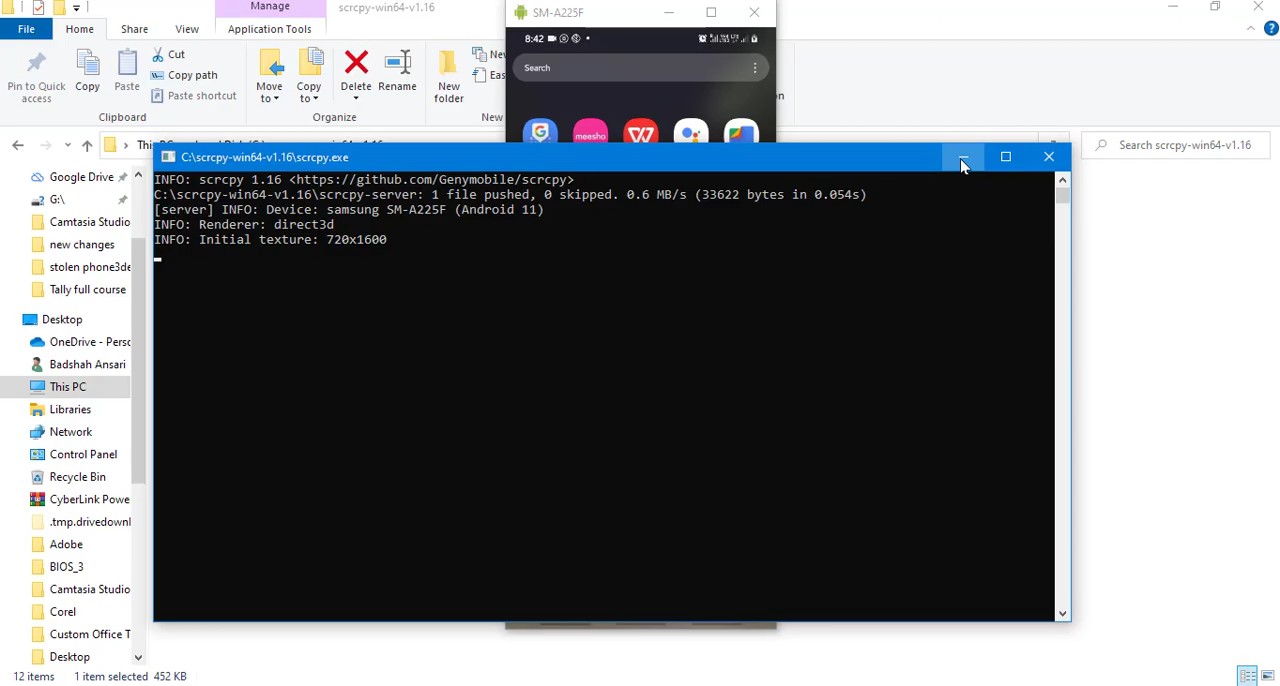 Manage
scrcpy-win64-v1.16
SM-A225F
File
Home
Share
View
Application Tools
8:42
Pin to Quick access
Copy
Paste
Cut
Copy path
Paste shortcut
Clipboard
Move to
Copy to
Delete
Rename
Organize
New folder
New
Search
meesho
Search scrcpy-win64-v1.16
C:\scrcpy-win64-v1.16\scrcpy.exe
INFO: scrcpy 1.16 <https://github.com/Genymobile/scrcpy>
C:\scrcpy-win64-v1.16\scrcpy-server: 1 file pushed, 0 skipped. 0.6 MB/s (33622 bytes in 0.054s)
[server] INFO: Device: samsung SM-A225F (Android 11)
INFO: Renderer: direct3d
INFO: Initial texture: 720x1600
Google Drive
G:\
Camtasia Studio
new changes
stolen phone3de
Tally full course
Desktop
OneDrive - Perso
Badshah Ansari
This PC
Libraries
Network
Control Panel
Recycle Bin
CyberLink Powe
.tmp.drivedownl
Adobe
BIOS_3
Camtasia Studio
Corel
Custom Office T
Desktop
12 items
1 item selected 452 KB